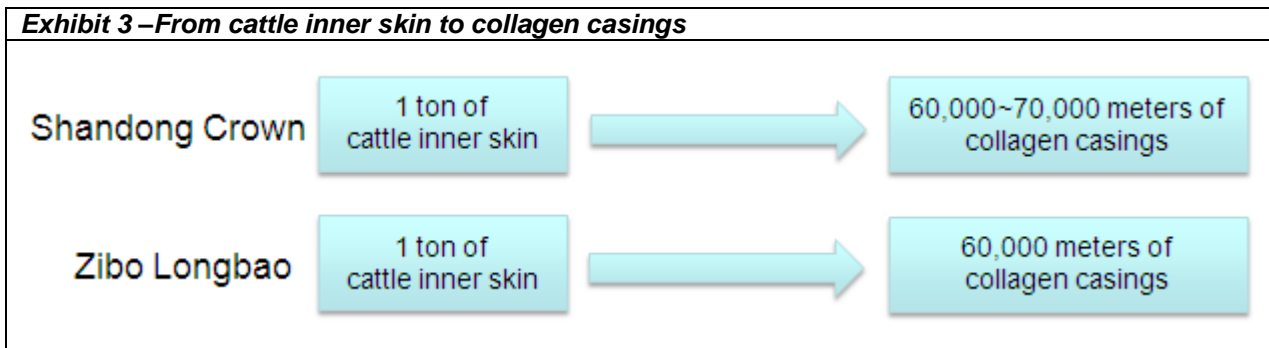 Exhibit 3 –From cattle inner skin to collagen casings
Shandong Crown
1 ton of
cattle inner skin
60,000~70,000 meters of
collagen casings
Zibo Longbao
1 ton of
cattle inner skin
60,000 meters of
collagen casings